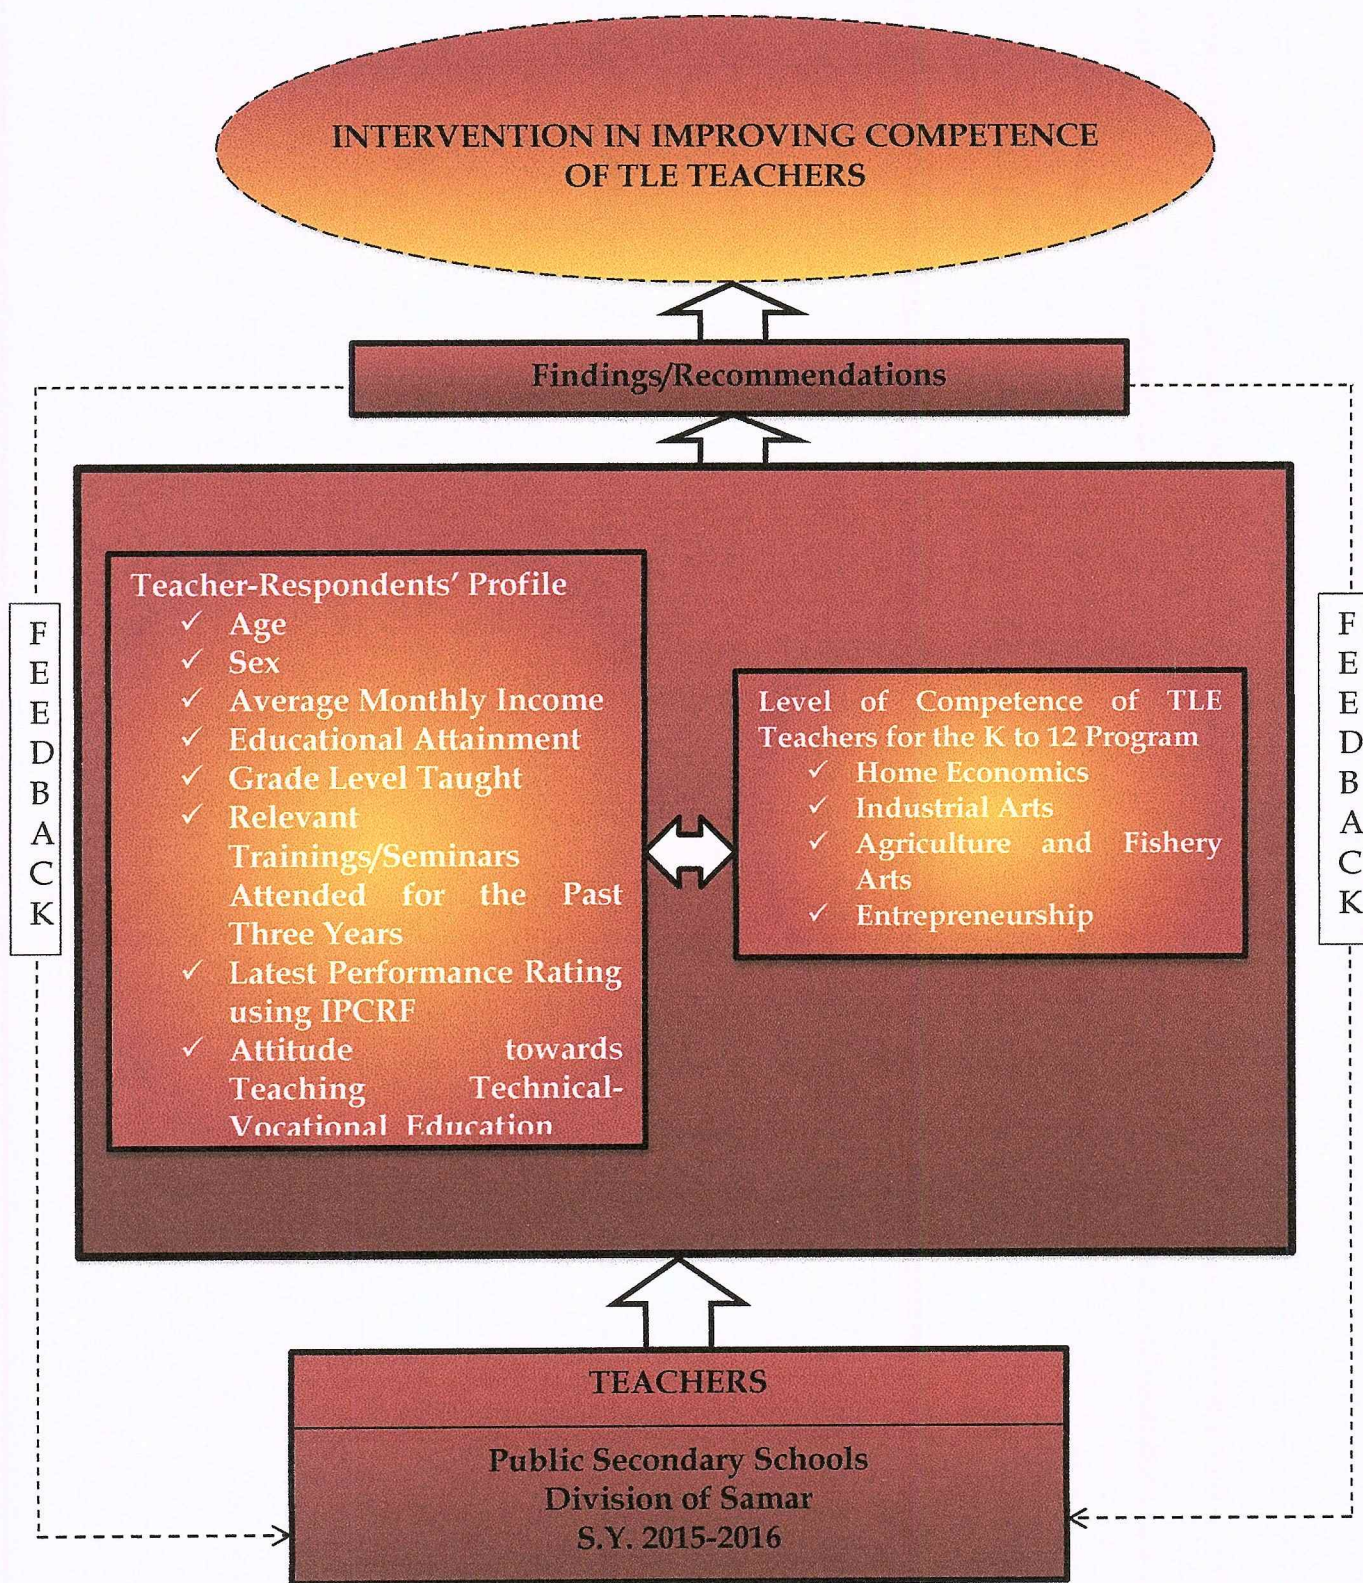 INTERVENTION IN IMPROVING COMPETENCE
OF TLE TEACHERS
Findings/Recommendations
FEEDBACK
Teacher-Respondents' Profile
✓ Age
✓ Sex
✓ Average Monthly Income
✓ Educational Attainment
✓ Grade Level Taught
✓ Relevant
Trainings/Seminars
Attended for the Past
Three Years
✓ Latest Performance Rating
using IPCRF
✓ Attitude towards
Teaching Technical-
Vocational Education
Level of Competence of TLE
Teachers for the K to 12 Program
✓ Home Economics
✓ Industrial Arts
✓ Agriculture and Fishery
Arts
✓ Entrepreneurship
FEEDBACK
TEACHERS
Public Secondary Schools
Division of Samar
S.Y. 2015-2016